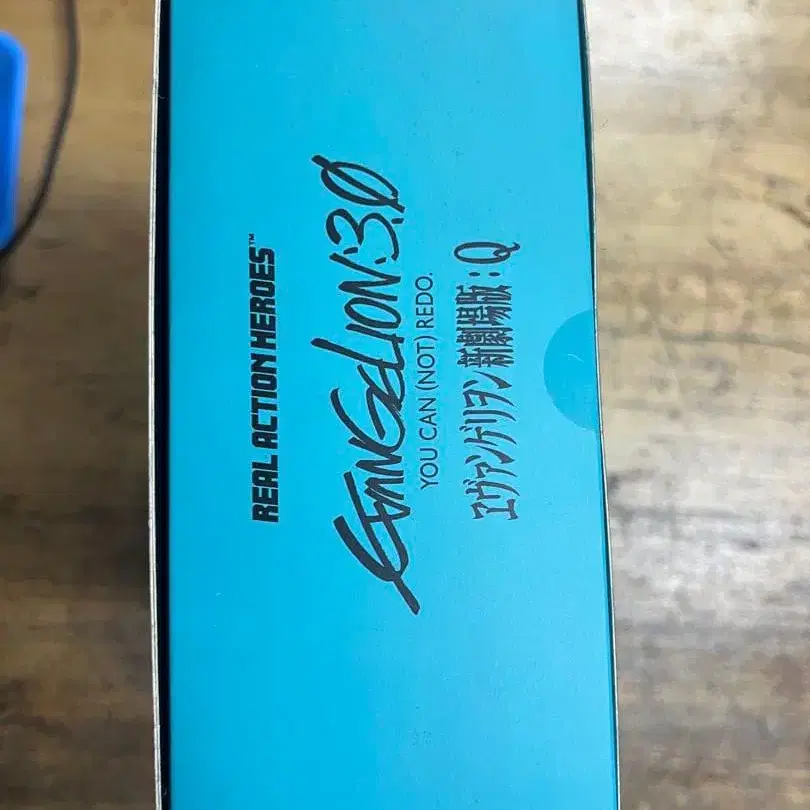 REAL ACTION HEROES™
EVANGELION:3.0
YOU CAN (NOT) REDO.
ヱヴァンゲリヲン新劇場版:Q